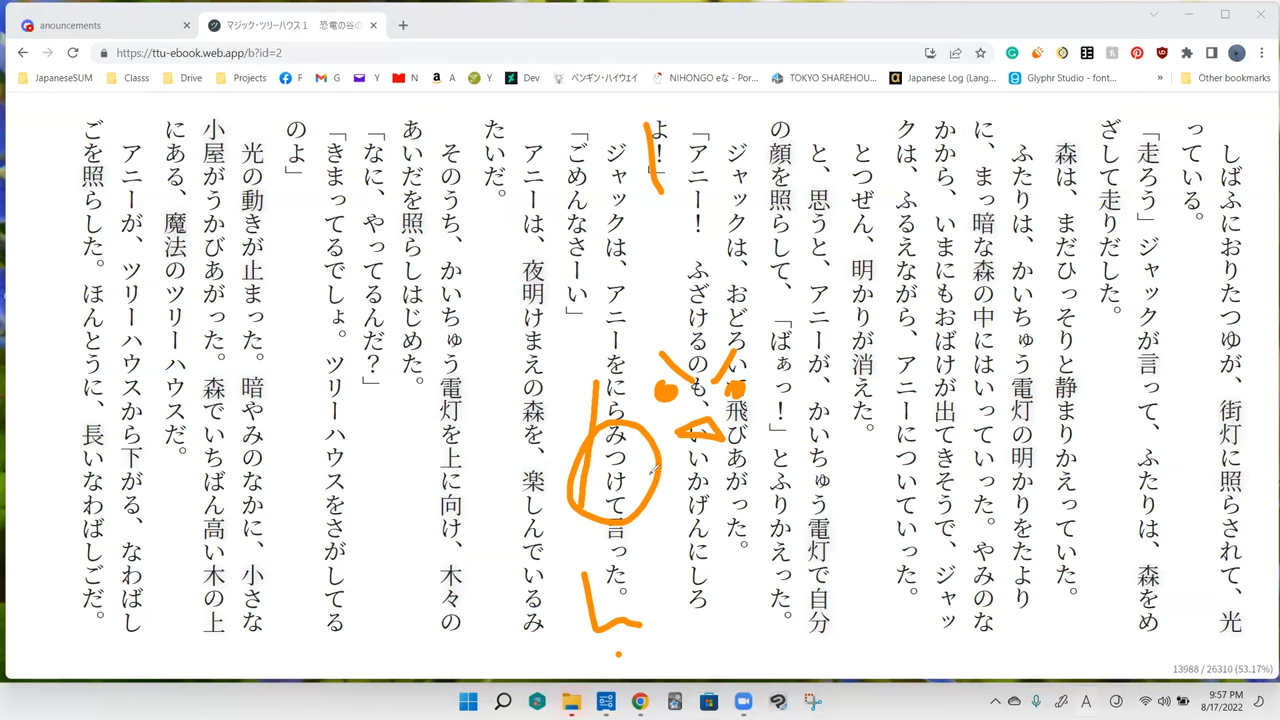 anouncements
マジック・ツリーハウス１ 恐竜の谷の
https://ttu-ebook.web.app/b?id=2
JapaneseSUM
Classs
Drive
Projects
F
G
Y
N
A
Y
Dev
ペンギン・ハイウェイ
NIHONGO eな - Por...
TOKYO SHAREHOU...
Japanese Log (Lang...
Glyphr Studio - font...
»
Other bookmarks
しばふにおりたつゆが、街灯に照らされて、光
っている。
「走ろう」ジャックが言って、ふたりは、森をめ
ざして走りだした。
森は、まだひっそりと静まりかえっていた。
ふたりは、かいちゅう電灯の明かりをたより
に、まっ暗な森の中にはいっていった。やみのな
かから、いまにもおばけが出てきそうで、ジャッ
クは、ふるえながら、アニーについていった。
とつぜん、明かりが消えた。
と、思うと、アニーが、かいちゅう電灯で自分
の顔を照らして、「ばぁっ！」とふりかえった。
ジャックは、おどろいて飛びあがった。
「アニー！　ふざけるのも、いいかげんにしろ
よ！」
ジャックは、アニーをにらみつけて言った。
「ごめんなさーい」
アニーは、夜明けまえの森を、楽しんでいるみ
たいだ。
そのうち、かいちゅう電灯を上に向け、木々の
あいだを照らしはじめた。
「なに、やってるんだ？」
「きまってるでしょ。ツリーハウスをさがしてる
のよ」
光の動きが止まった。暗やみのなかに、小さな
小屋がうかびあがった。森でいちばん高い木の上
にある、魔法のツリーハウスだ。
アニーが、ツリーハウスから下がる、なわばし
ごを照らした。ほんとうに、長いなわばしごだ。
13988 / 26310 (53.17%)
A
9:57 PM
8/17/2022